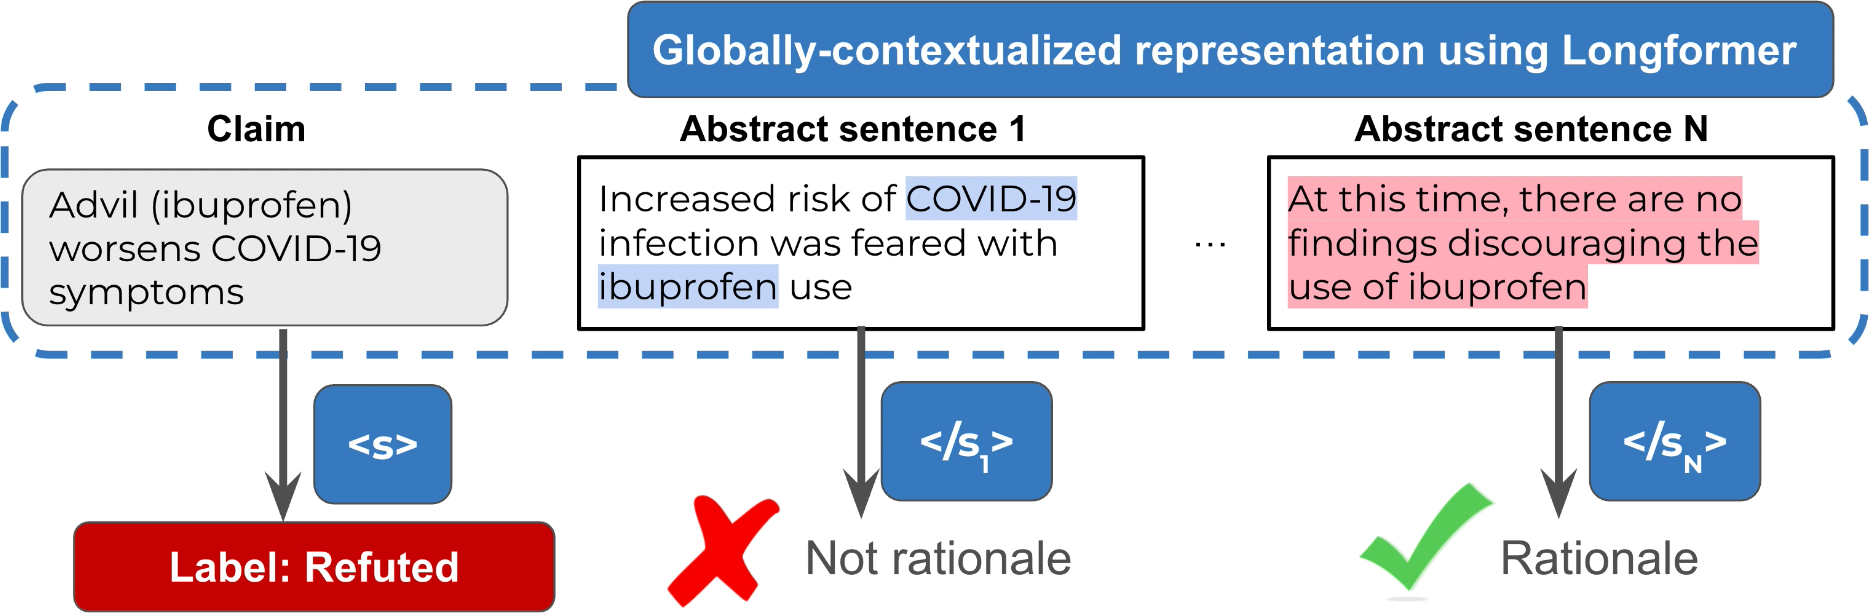 Globally-contextualized representation using Longformer
Claim
Advil (ibuprofen)
worsens COVID-19
symptoms
Abstract sentence 1
Increased risk of COVID-19
infection was feared with
ibuprofen use
...
Abstract sentence N
At this time, there are no
findings discouraging the
use of ibuprofen
<s>
</s1>
</sN>
Label: Refuted
Not rationale
Rationale